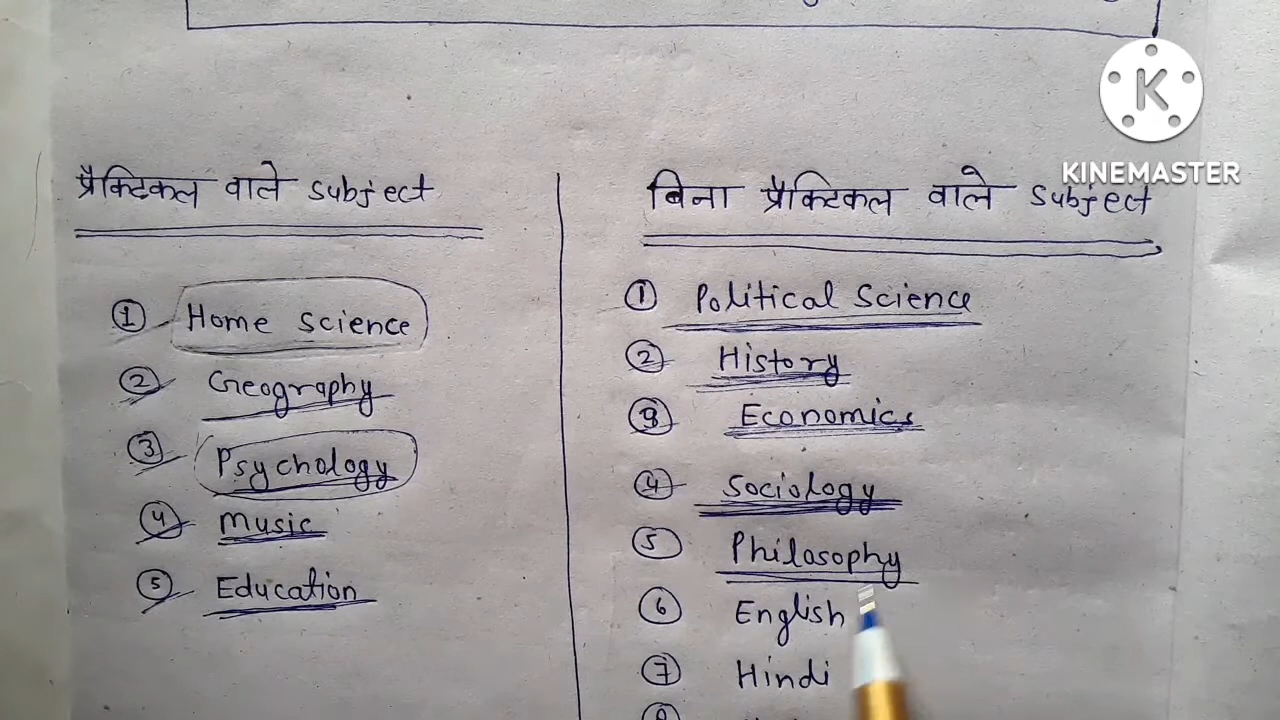 KINEMASTER
प्रैक्टिकल वाले subject
① Home Science
② Geography
③ Psychology
④ Music
⑤ Education
बिना प्रैक्टिकल वाले subject
① Political Science
② History
③ Economics
④ Sociology
⑤ Philosophy
⑥ English
⑦ Hindi